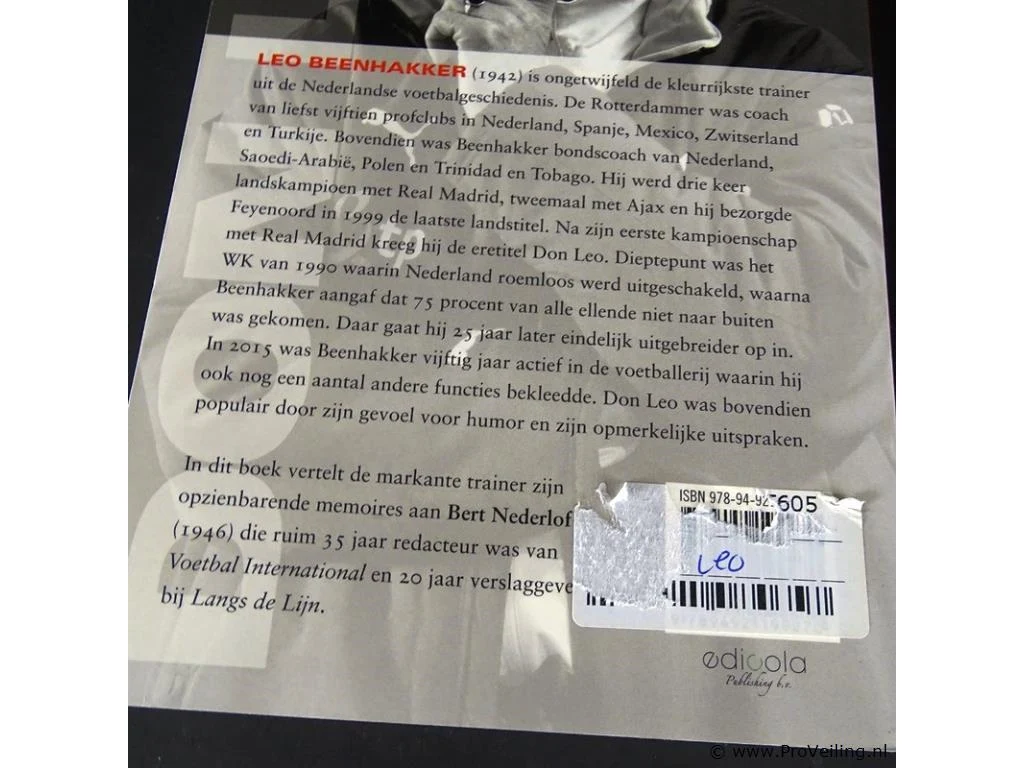 LEO BEENHAKKER (1942) is ongetwijfeld de kleurrijkste trainer
uit de Nederlandse voetbalgeschiedenis. De Rotterdammer was coach
van liefst vijftien profclubs in Nederland, Spanje, Mexico, Zwitserland
en Turkije. Bovendien was Beenhakker bondscoach van Nederland,
Saoedi-Arabië, Polen en Trinidad en Tobago. Hij werd drie keer
landskampioen met Real Madrid, tweemaal met Ajax en hij bezorgde
Feyenoord in 1999 de laatste landstitel. Na zijn eerste kampioenschap
met Real Madrid kreeg hij de eretitel Don Leo. Dieptepunt was het
WK van 1990 waarin Nederland roemloos werd uitgeschakeld, waarna
Beenhakker aangaf dat 75 procent van alle ellende niet naar buiten
was gekomen. Daar gaat hij 25 jaar later eindelijk uitgebreider op in.
In 2015 was Beenhakker vijftig jaar actief in de voetballerij waarin hij
ook nog een aantal andere functies bekleedde. Don Leo was bovendien
populair door zijn gevoel voor humor en zijn opmerkelijke uitspraken.
In dit boek vertelt de markante trainer zijn
opzienbarende memoires aan Bert Nederlof
(1946) die ruim 35 jaar redacteur was van
Voetbal International en 20 jaar verslaggeve
bij Langs de Lijn.
ISBN 978-94-92
605
Leo
edicola
Publishing b.v.
© www.ProVeiling.nl